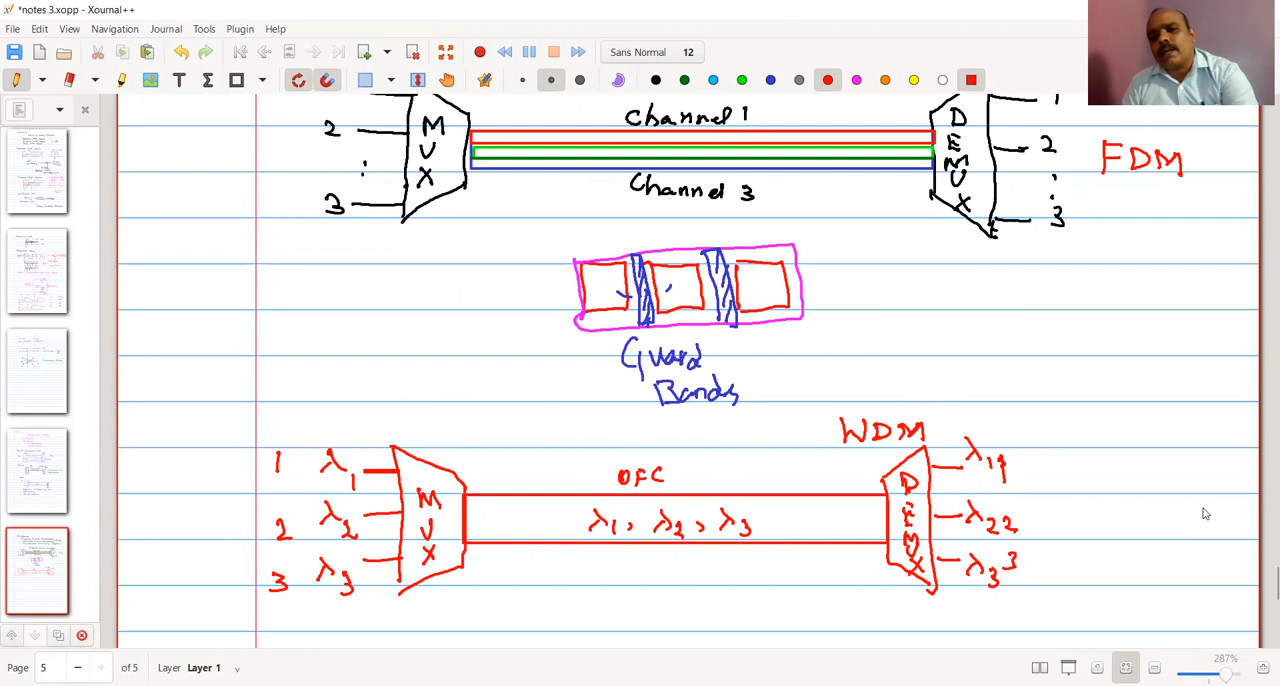 *notes 3.xopp - Xournal++
File Edit View Navigation Journal Tools Plugin Help
Sans Normal 12
Channel 1
1
1
2
M
U
X
D
E
M
U
X
2
FDM
:
:
3
Channel 3
3
Guard
Bands
WDM
1 λ1
OFC
λ1 1
2 λ2
M
U
X
λ1, λ2, λ3
D
E
M
U
X
λ2 2
3 λ3
λ3 3
Page 5 of 5 Layer Layer 1
287%